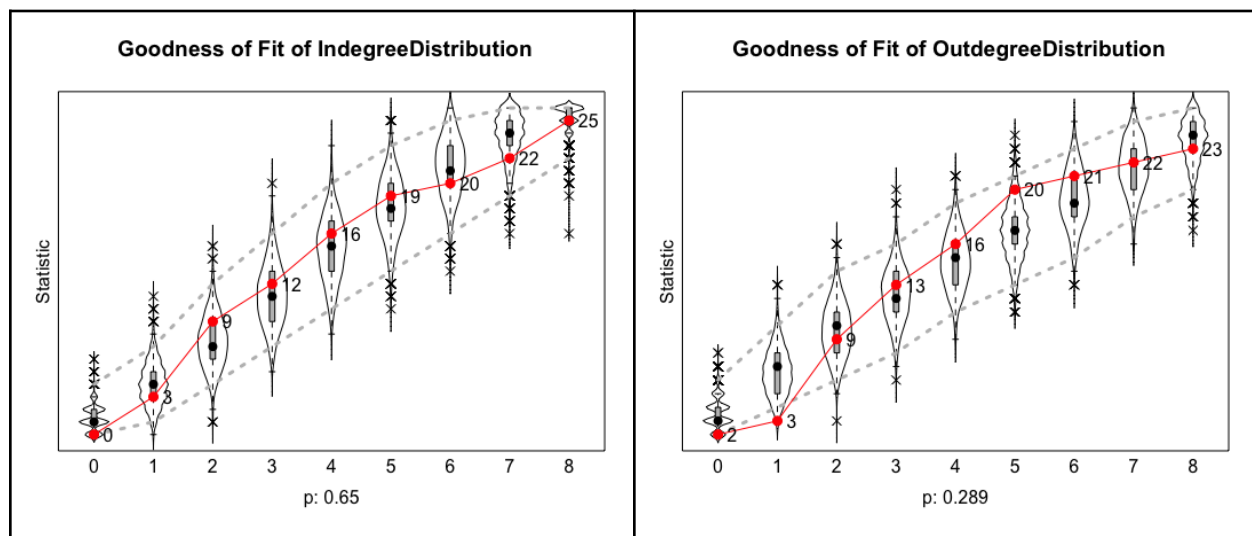 Goodness of Fit of IndegreeDistribution
Statistic
0
3
9
12
16
19
20
22
25
0 1 2 3 4 5 6 7 8
p: 0.65
Goodness of Fit of OutdegreeDistribution
Statistic
2
3
9
13
16
20
21
22
23
0 1 2 3 4 5 6 7 8
p: 0.289